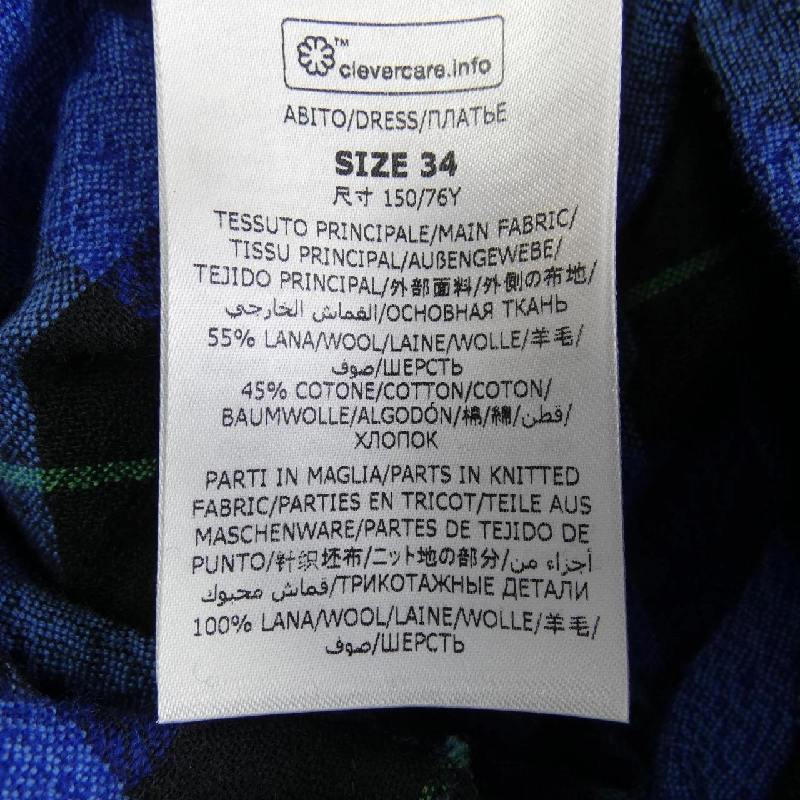 ™
clevercare.info
ABITO/DRESS/ПЛАТЬЕ
SIZE 34
尺寸 150/76Y
TESSUTO PRINCIPALE/MAIN FABRIC/
TISSU PRINCIPAL/AUßENGEWEBE/
TEJIDO PRINCIPAL/外部面料/外側の布地/
القماش الخارجي/ОСНОВНАЯ ТКАНЬ
55% LANA/WOOL/LAINE/WOLLE/羊毛/
صوف/ШЕРСТЬ
45% COTONE/COTTON/COTON/
BAUMWOLLE/ALGODÓN/棉/綿/قطن/
ХЛОПОК
PARTI IN MAGLIA/PARTS IN KNITTED
FABRIC/PARTIES EN TRICOT/TEILE AUS
MASCHENWARE/PARTES DE TEJIDO DE
PUNTO/针织坯布/ニット地の部分/أجزاء من
قماش محبوك/ТРИКОТАЖНЫЕ ДЕТАЛИ
100% LANA/WOOL/LAINE/WOLLE/羊毛/
صوف/ШЕРСТЬ